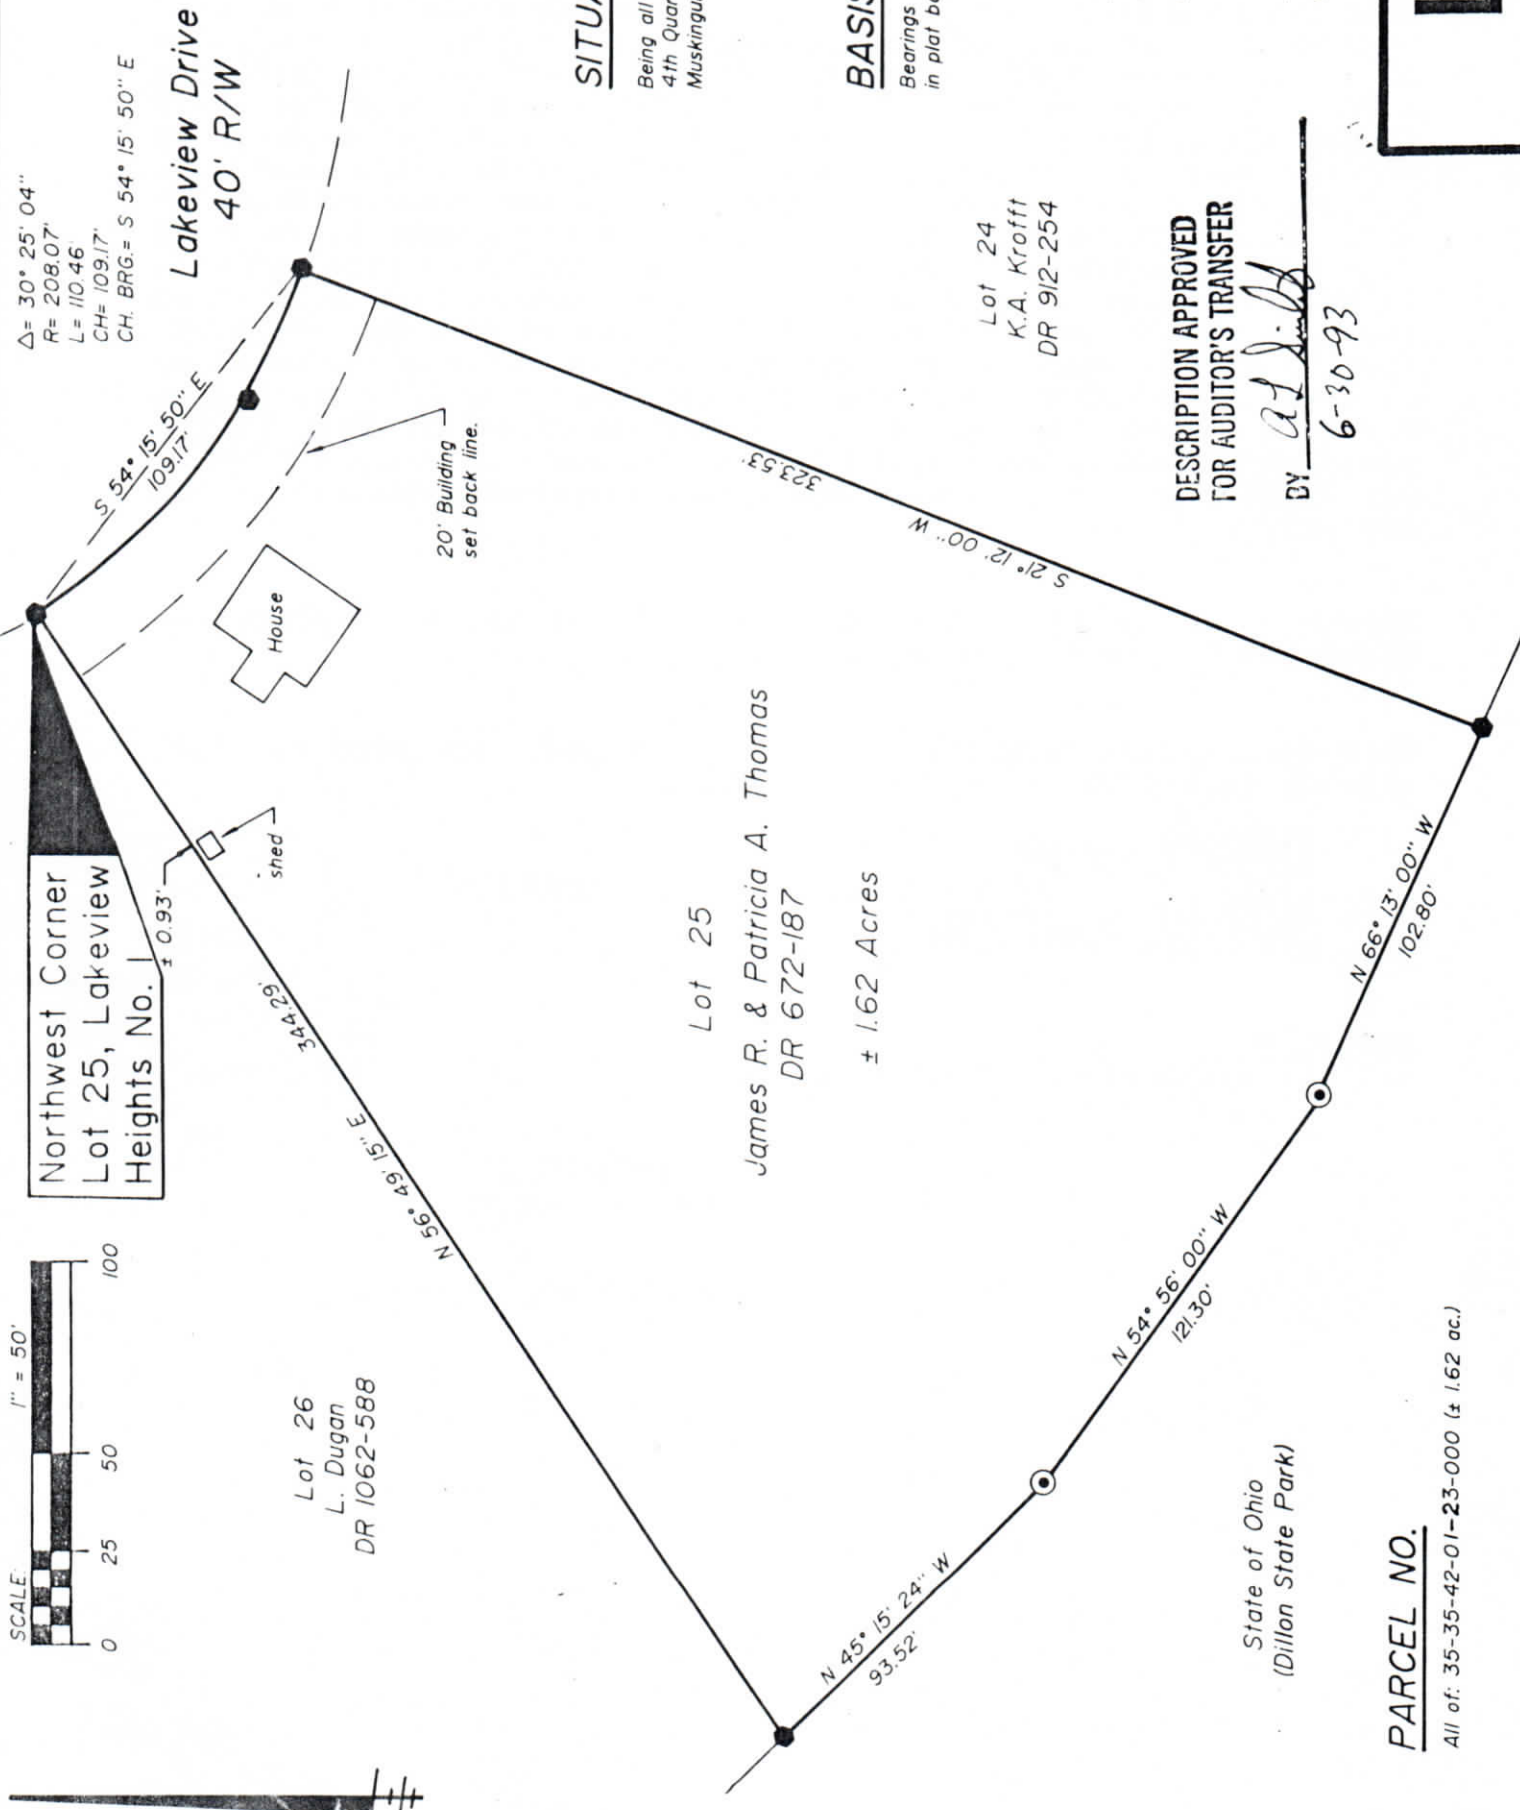 SCALE: 1" = 50'
0 25 50 100
Northwest Corner
Lot 25, Lakeview
Heights No. 1
Δ= 30° 25' 04"
R= 208.07'
L= 110.46'
CH= 109.17'
CH. BRG.= S 54° 15' 50" E
Lakeview Drive
40' R/W
S 54° 15' 50" E
109.17'
± 0.93'
shed
House
20' Building
set back line.
344.29'
N 56° 49' 15" E
Lot 26
L. Dugan
DR 1062-588
323.53'
S 21° 12' 00" W
Lot 25
James R. & Patricia A. Thomas
DR 672-187
± 1.62 Acres
SITUA
Being all
4th Quar
Muskingu
BASIS
Bearings
in plat
Lot 24
K.A. Krofft
DR 912-254
DESCRIPTION APPROVED
FOR AUDITOR'S TRANSFER
BY
6-30-93
N 66° 13' 00" W
102.80'
N 54° 56' 00" W
121.30'
N 45° 15' 24" W
93.52'
State of Ohio
(Dillon State Park)
PARCEL NO.
All of: 35-35-42-01-23-000 (± 1.62 ac.)